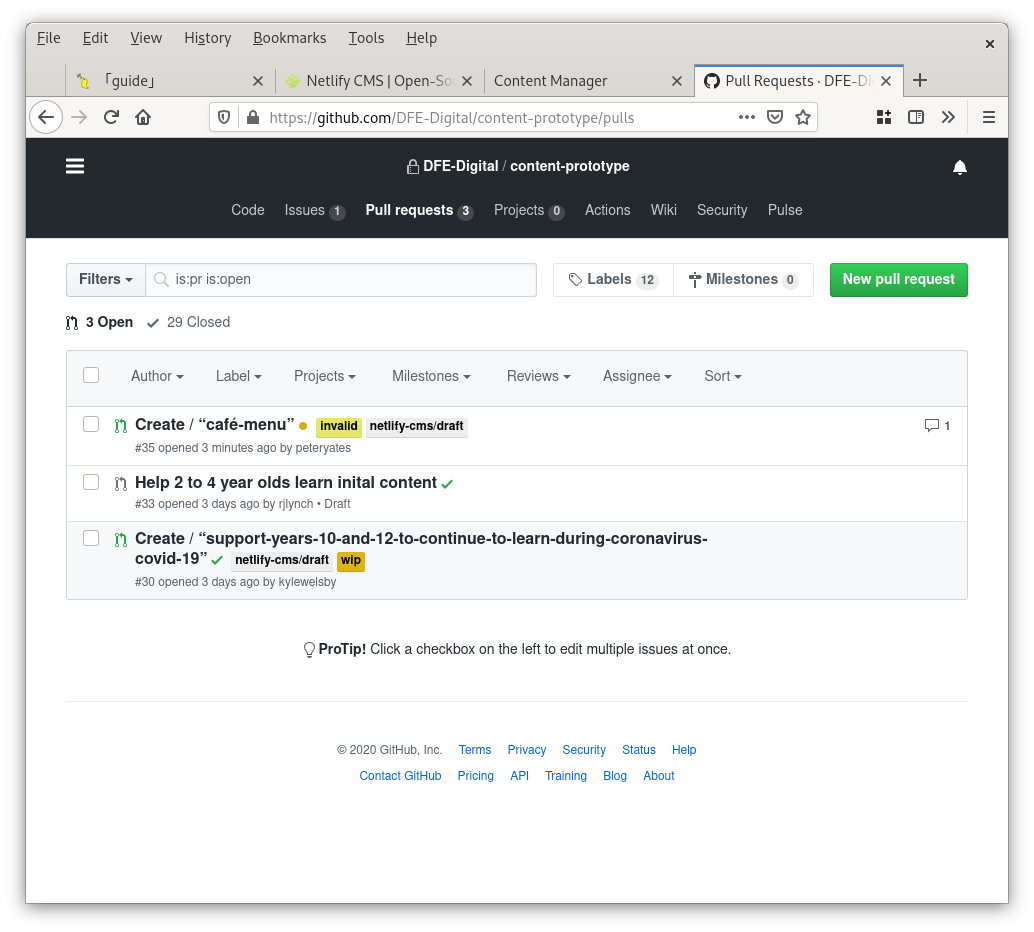 File Edit View History Bookmarks Tools Help
「guide」 Netlify CMS | Open-So Content Manager Pull Requests · DFE-Di
https://github.com/DFE-Digital/content-prototype/pulls
DFE-Digital / content-prototype
Code Issues 1 Pull requests 3 Projects 0 Actions Wiki Security Pulse
Filters is:pr is:open Labels 12 Milestones 0 New pull request
3 Open 29 Closed
Author Label Projects Milestones Reviews Assignee Sort
Create / “café-menu” invalid netlify-cms/draft 1
#35 opened 3 minutes ago by peteryates
Help 2 to 4 year olds learn inital content
#33 opened 3 days ago by rjlynch • Draft
Create / “support-years-10-and-12-to-continue-to-learn-during-coronavirus-
covid-19” netlify-cms/draft wip
#30 opened 3 days ago by kylewelsby
ProTip! Click a checkbox on the left to edit multiple issues at once.
© 2020 GitHub, Inc. Terms Privacy Security Status Help
Contact GitHub Pricing API Training Blog About